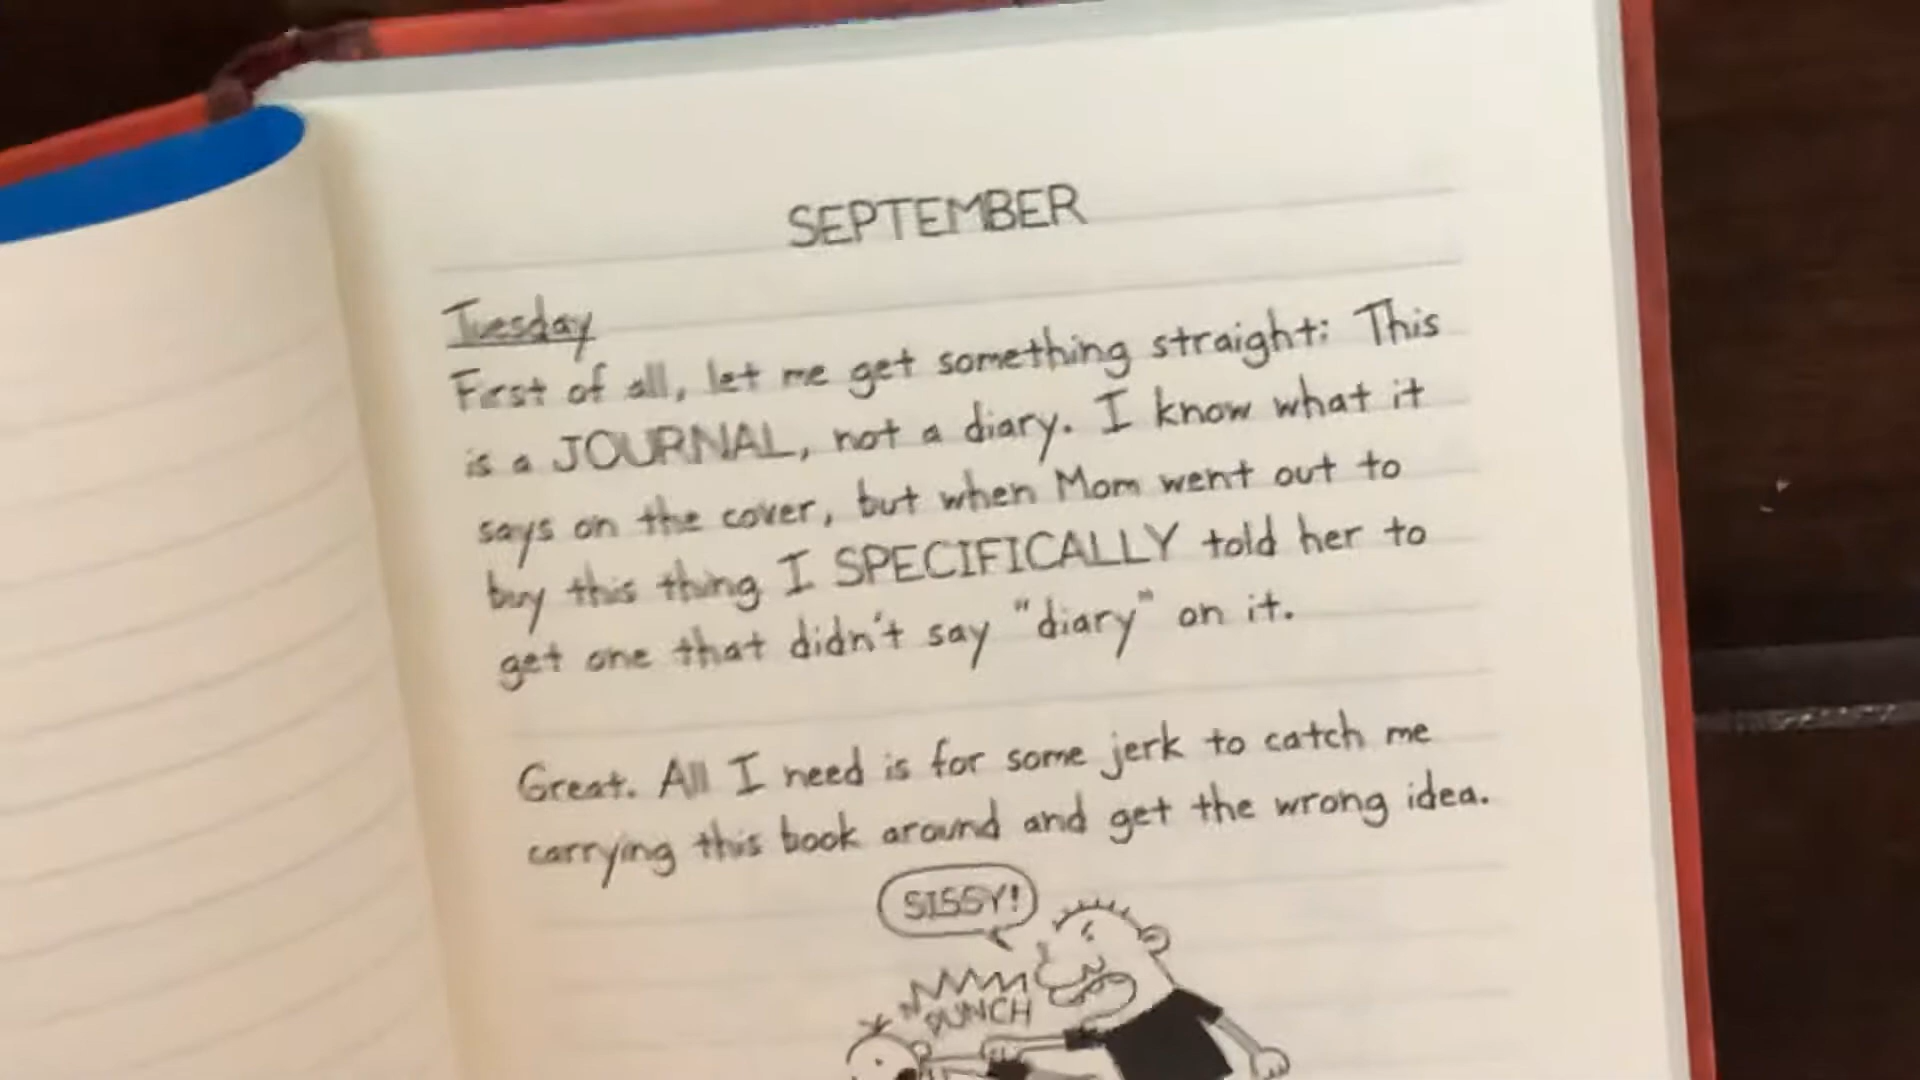 SEPTEMBER
Tuesday
First of all, let me get something straight: This
is a JOURNAL, not a diary. I know what it
says on the cover, but when Mom went out to
buy this thing I SPECIFICALLY told her to
get one that didn't say "diary" on it.
Great. All I need is for some jerk to catch me
carrying this book around and get the wrong idea.
SISSY!
PUNCH